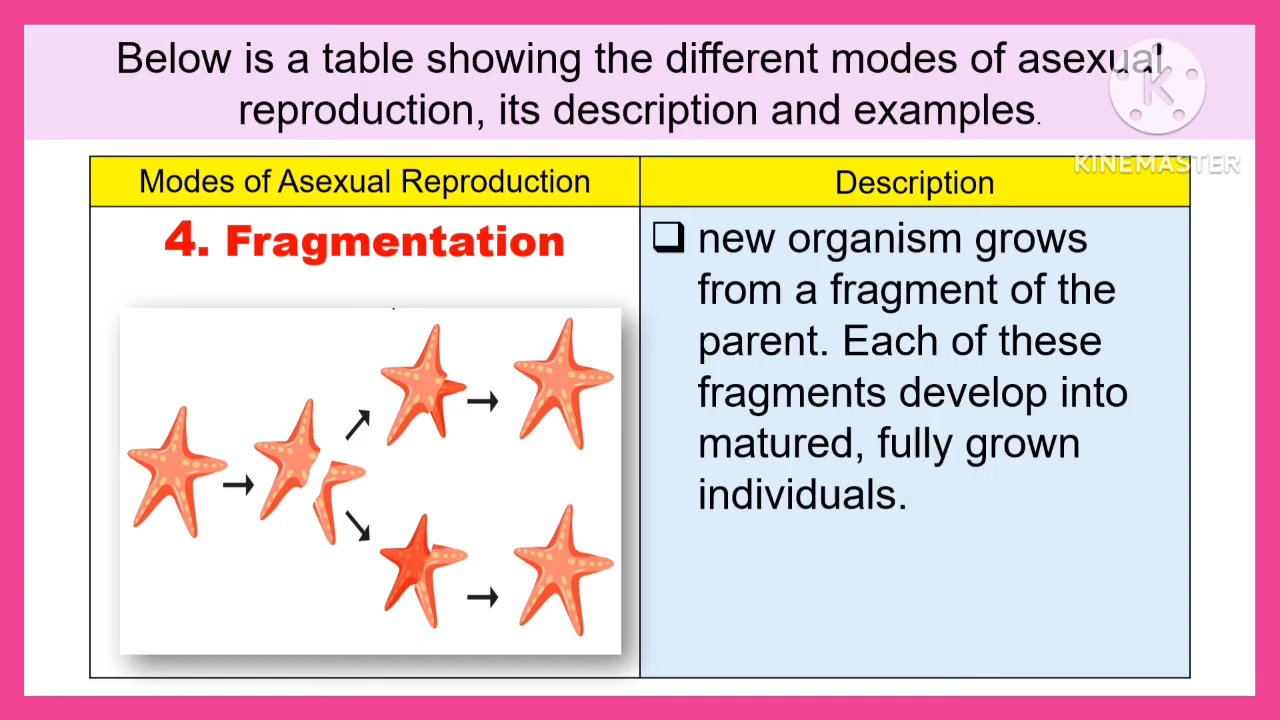 Below is a table showing the different modes of asexual
reproduction, its description and examples.
K
KINEMASTER
Modes of Asexual Reproduction
Description
4. Fragmentation
new organism grows
from a fragment of the
parent. Each of these
fragments develop into
matured, fully grown
individuals.